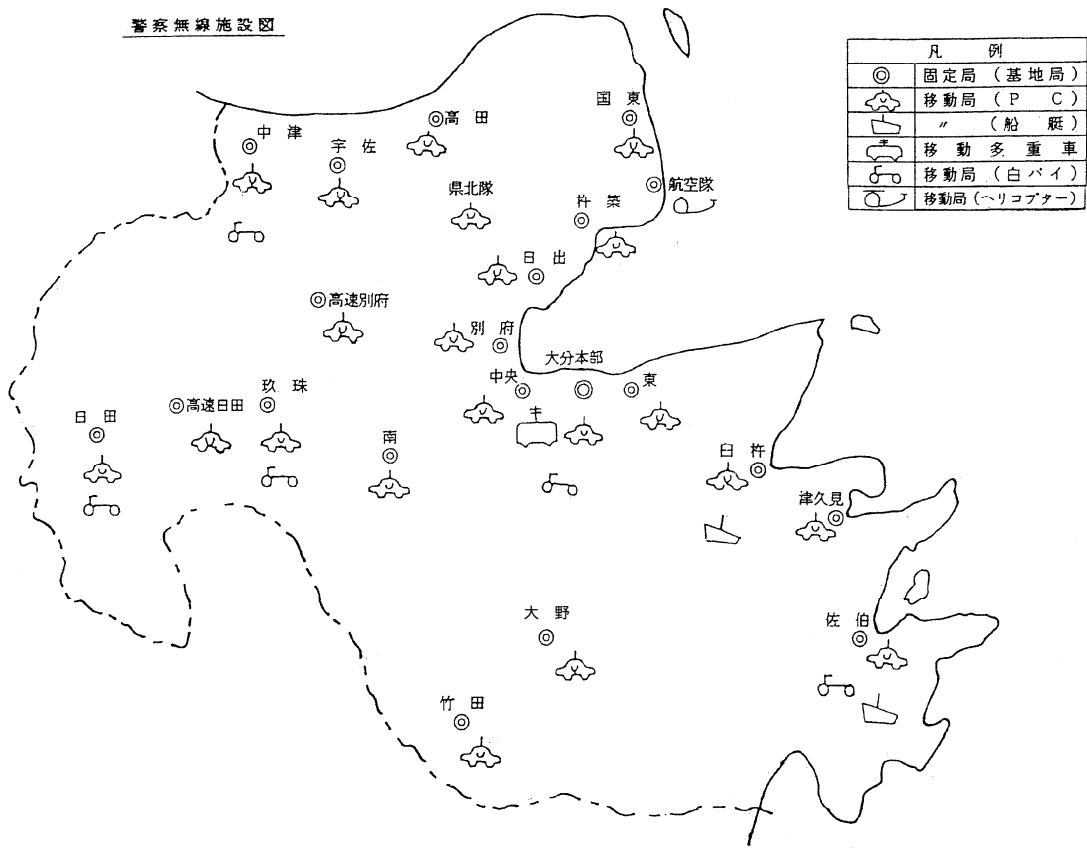 警察無線施設図
凡 例
固定局 (基地局)
移動局 (P C)
〃 (船 艇)
移動多重車
移動局 (白バイ)
移動局 (ヘリコプター)
国東
高田
中津
宇佐
航空隊
県北隊
杵築
日出
高速別府
別府
大分本部
中央
東
玖珠
高速日田
日田
南
臼杵
津久見
大野
佐伯
竹田